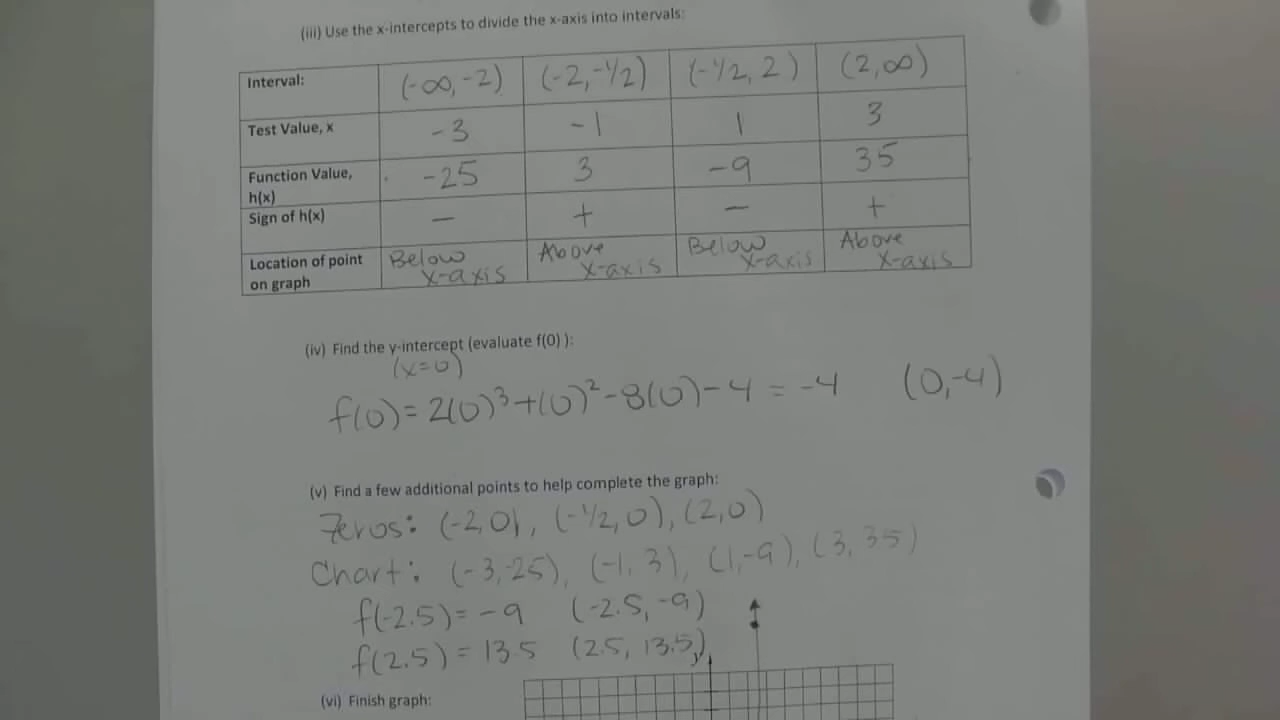 (iii) Use the x-intercepts to divide the x-axis into intervals:
Interval: (-∞, -2) (-2, -1/2) (-1/2, 2) (2, ∞)
Test Value, x -3 -1 1 3
Function Value, h(x) -25 3 -9 35
Sign of h(x) - + - +
Location of point on graph Below x-axis Above x-axis Below x-axis Above x-axis
(iv) Find the y-intercept (evaluate f(0) ):
(x=0)
f(0) = 2(0)³+(0)²-8(0)-4 = -4 (0,-4)
(v) Find a few additional points to help complete the graph:
Zeros: (-2,0), (-1/2, 0), (2,0)
Chart: (-3,-25), (-1, 3), (1,-9), (3, 35)
f(-2.5) = -9 (-2.5, -9)
f(2.5) = 13.5 (2.5, 13.5)
y
(vi) Finish graph: